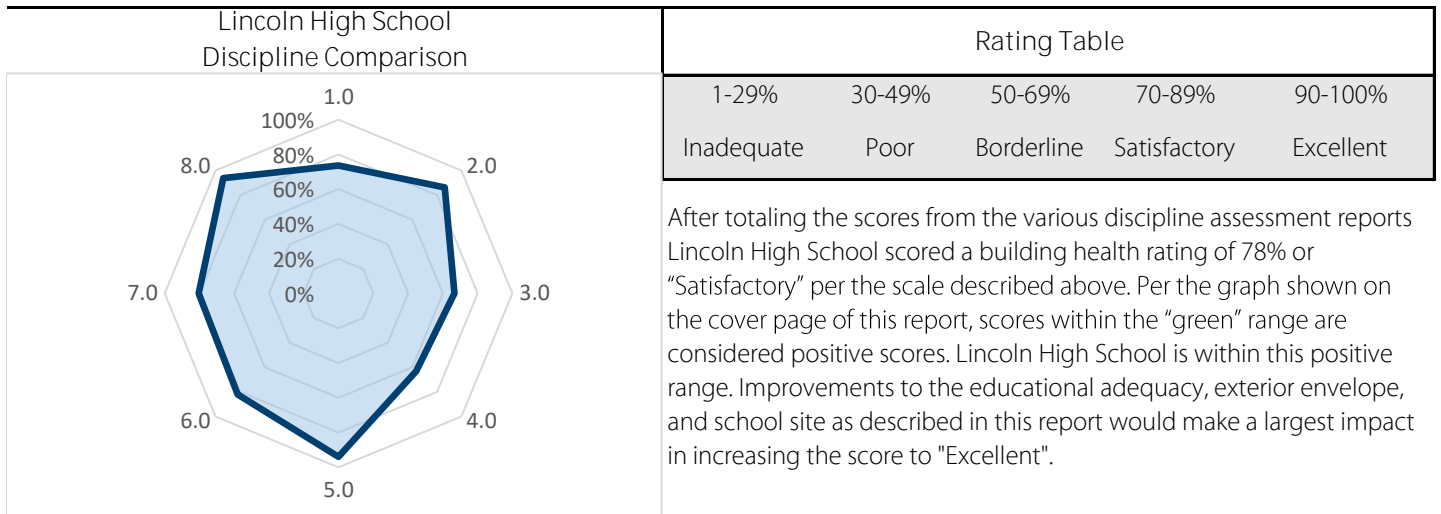 Lincoln High School
Discipline Comparison
1.0
100%
80%
60%
40%
20%
0%
2.0
3.0
4.0
5.0
6.0
7.0
8.0
Rating Table
1-29% 30-49% 50-69% 70-89% 90-100%
Inadequate Poor Borderline Satisfactory Excellent
After totaling the scores from the various discipline assessment reports
Lincoln High School scored a building health rating of 78% or
“Satisfactory” per the scale described above. Per the graph shown on
the cover page of this report, scores within the “green” range are
considered positive scores. Lincoln High School is within this positive
range. Improvements to the educational adequacy, exterior envelope,
and school site as described in this report would make a largest impact
in increasing the score to "Excellent".